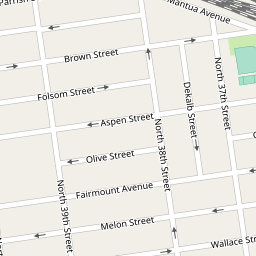 Mantua Avenue
Brown Street
Folsom Street
North 37th Street
Dekalb Street
Aspen Street
North 38th Street
Olive Street
Fairmount Avenue
North 39th Street
Melon Street
Wallace